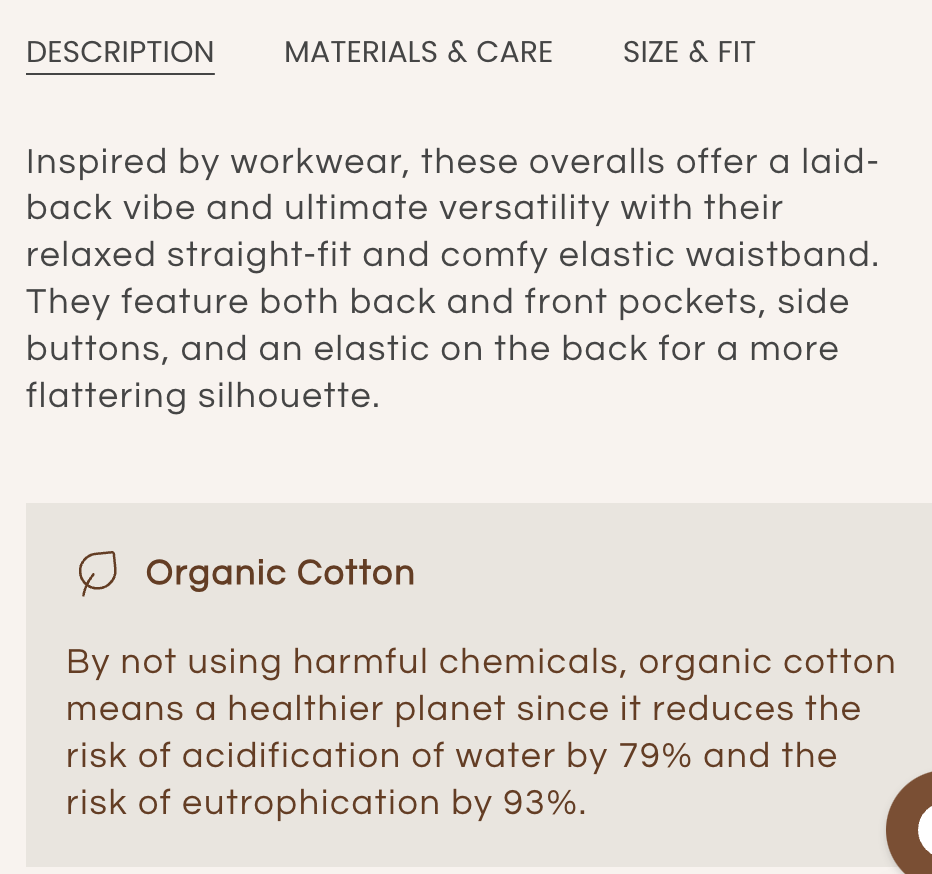 DESCRIPTION MATERIALS & CARE SIZE & FIT
Inspired by workwear, these overalls offer a laid-
back vibe and ultimate versatility with their
relaxed straight-fit and comfy elastic waistband.
They feature both back and front pockets, side
buttons, and an elastic on the back for a more
flattering silhouette.
Organic Cotton
By not using harmful chemicals, organic cotton
means a healthier planet since it reduces the
risk of acidification of water by 79% and the
risk of eutrophication by 93%.